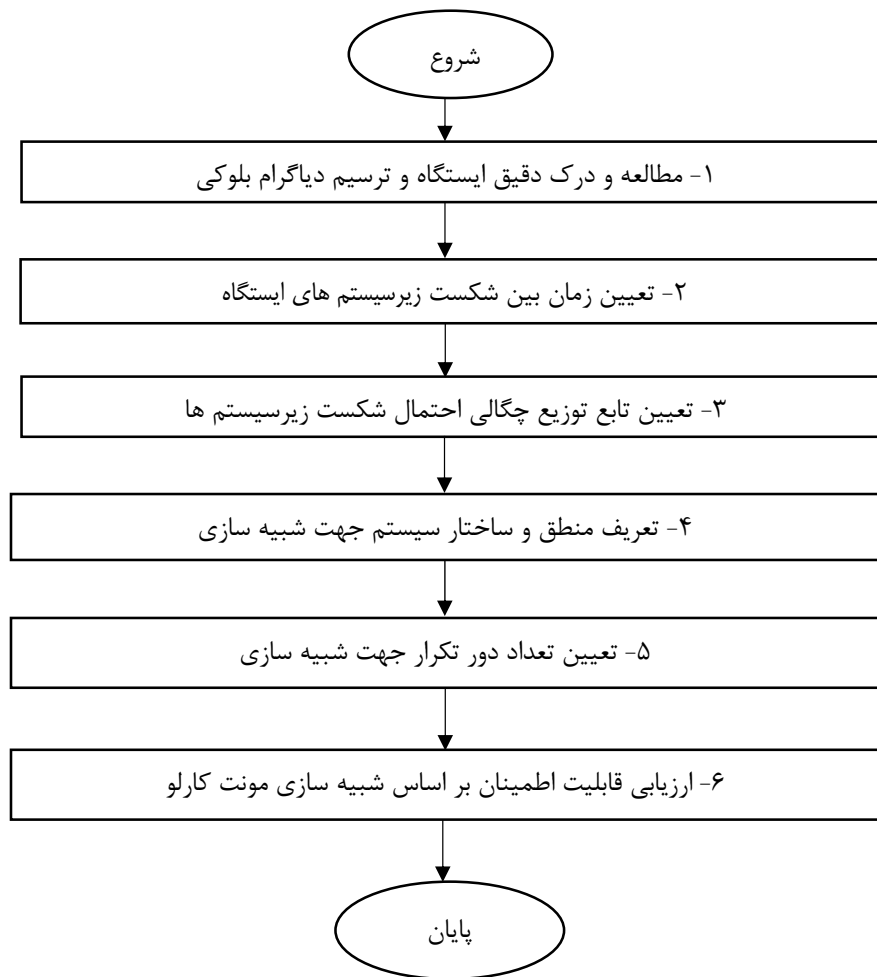 شروع
۱- مطالعه و درک دقیق ایستگاه و ترسیم دیاگرام بلوکی
۲- تعیین زمان بین شکست زیرسیستم های ایستگاه
۳- تعیین تابع توزیع چگالی احتمال شکست زیرسیستم ها
۴- تعریف منطق و ساختار سیستم جهت شبیه سازی
۵- تعیین تعداد دور تکرار جهت شبیه سازی
۶- ارزیابی قابلیت اطمینان بر اساس شبیه سازی مونت کارلو
پایان